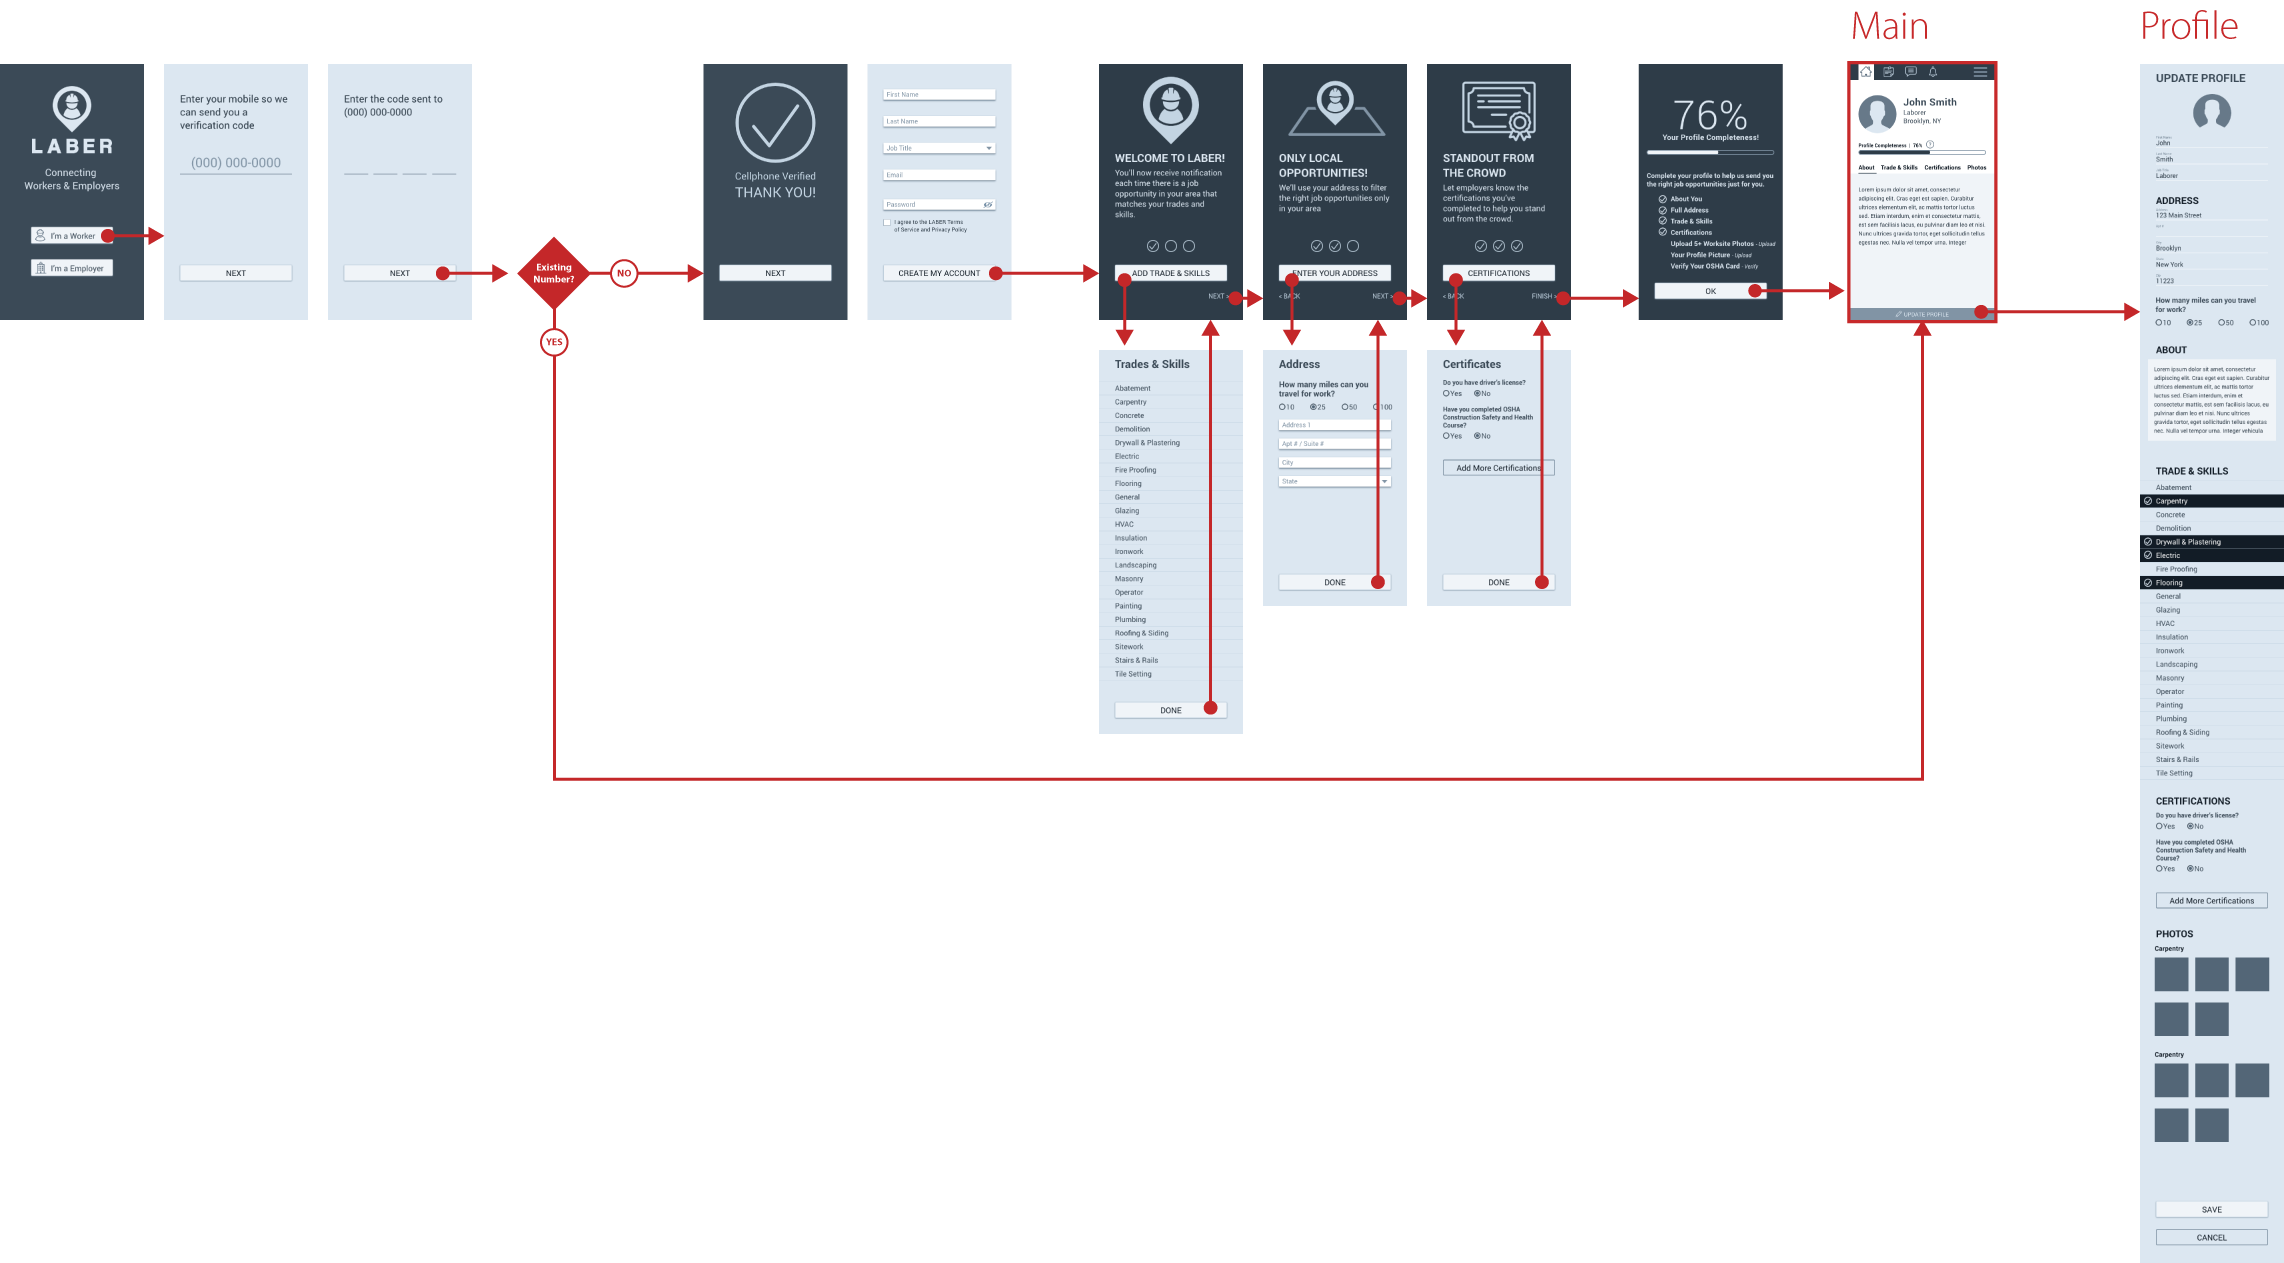 Main
Profile
LABER
Connecting
Workers & Employers
I'm a Worker
I'm a Employer
Enter your mobile so we
can send you a
verification code
(000) 000-0000
NEXT
Enter the code sent to
(000) 000-0000
NEXT
Existing
Number?
NO
YES
Cellphone Verified
THANK YOU!
NEXT
First Name
Last Name
Job Title
Email
Password
I agree to the LABER Terms
of Service and Privacy Policy
CREATE MY ACCOUNT
WELCOME TO LABER!
You'll now receive notification
each time there is a job
opportunity in your area that
matches your trades and
skills.
ADD TRADE & SKILLS
NEXT >
Trades & Skills
Abatement
Carpentry
Concrete
Demolition
Drywall & Plastering
Electric
Fire Proofing
Flooring
General
Glazing
HVAC
Insulation
Ironwork
Landscaping
Masonry
Operator
Painting
Plumbing
Roofing & Siding
Sitework
Stairs & Rails
Tile Setting
DONE
ONLY LOCAL
OPPORTUNITIES!
We'll use your address to filter
the right job opportunities only
in your area
ENTER YOUR ADDRESS
< BACK
NEXT >
Address
How many miles can you
travel for work?
10 25 50 100
Address 1
Apt # / Suite #
City
State
DONE
STANDOUT FROM
THE CROWD
Let employers know the
certifications you've
completed to help you stand
out from the crowd.
CERTIFICATIONS
< BACK
FINISH >
Certificates
Do you have driver's license?
Yes No
Have you completed OSHA
Construction Safety and Health
Course?
Yes No
Add More Certifications
DONE
76%
Your Profile Completeness!
Complete your profile to help us send you
the right job opportunities just for you.
About You
Full Address
Trade & Skills
Certifications
Upload 5+ Worksite Photos - Upload
Your Profile Picture - Upload
Verify Your OSHA Card - Verify
OK
John Smith
Laborer
Brooklyn, NY
Profile Completeness | 76% ?
About Trade & Skills Certifications Photos
Lorem ipsum dolor sit amet, consectetur
adipiscing elit. Cras eget est sapien. Curabitur
ultrices elementum elit, ac mattis tortor luctus
sed. Etiam interdum, enim et consectetur mattis,
est sem facilisis lacus, eu pulvinar diam leo et nisi.
Nunc ultrices gravida tortor, eget sollicitudin tellus
egestas nec. Nulla vel tempor urna. Integer
UPDATE PROFILE
UPDATE PROFILE
John
Smith
Laborer
ADDRESS
123 Main Street
Brooklyn
New York
11223
How many miles can you travel
for work?
10 25 50 100
ABOUT
Lorem ipsum dolor sit amet, consectetur
adipiscing elit. Cras eget est sapien. Curabitur
ultrices elementum elit, ac mattis tortor
luctus sed. Etiam interdum, enim et
consectetur mattis, est sem facilisis lacus, eu
pulvinar diam leo et nisi. Nunc ultrices
gravida tortor, eget sollicitudin tellus egestas
nec. Nulla vel tempor urna. Integer vehicula
TRADE & SKILLS
Abatement
Carpentry
Concrete
Demolition
Drywall & Plastering
Electric
Fire Proofing
Flooring
General
Glazing
HVAC
Insulation
Ironwork
Landscaping
Masonry
Operator
Painting
Plumbing
Roofing & Siding
Sitework
Stairs & Rails
Tile Setting
CERTIFICATIONS
Do you have driver's license?
Yes No
Have you completed OSHA
Construction Safety and Health
Course?
Yes No
Add More Certifications
PHOTOS
Carpentry
Carpentry
SAVE
CANCEL